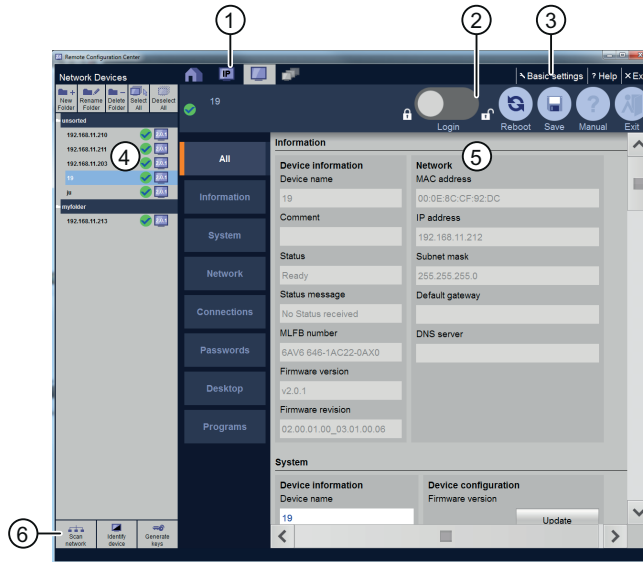 1
2
3
Remote Configuration Center
Network Devices
IP
Basic settings
? Help
New Folder
Rename Folder
Delete Folder
Select All
Deselect All
19
Login
Reboot
Save
?
Manual
Exit
unsorted
192.168.11.210
192.168.11.211
192.168.11.203
19
ju
myfolder
192.168.11.213
4
5
All
Information
System
Network
Connections
Passwords
Desktop
Programs
Information
Device information
Device name
19
Comment
Status
Ready
Status message
No Status received
MLFB number
6AV6 646-1AC22-0AX0
Firmware version
v2.0.1
Firmware revision
02.00.01.00_03.01.00.06
Network
MAC address
00:0E:8C:CF:92:DC
IP address
192.168.11.212
Subnet mask
255.255.255.0
Default gateway
DNS server
System
Device information
Device name
19
Device configuration
Firmware version
Update
6
Scan network
Identify device
Generate keys